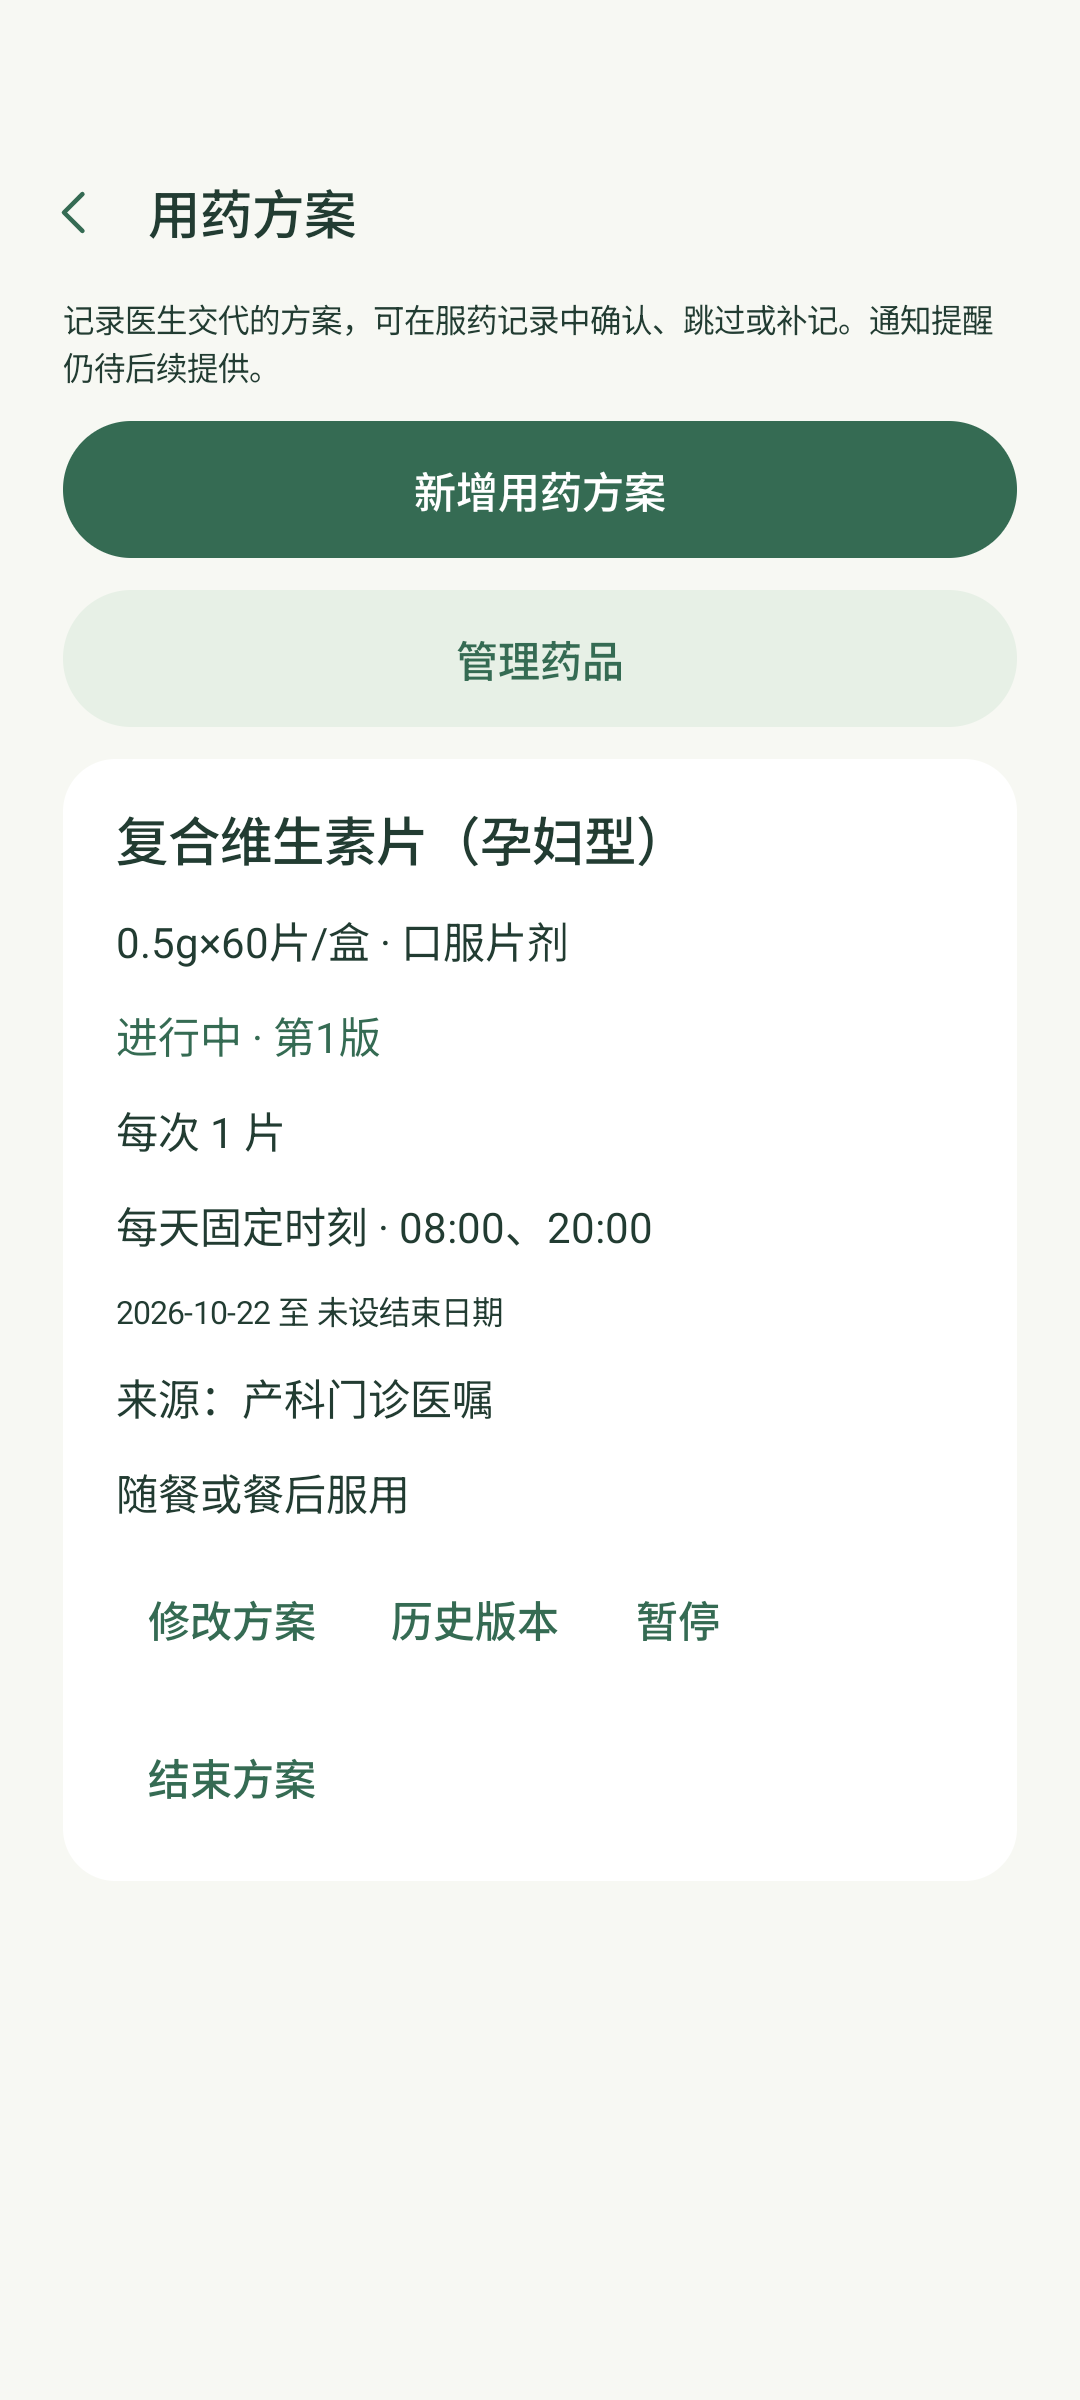 用药方案
记录医生交代的方案，可在服药记录中确认、跳过或补记。通知提醒
仍待后续提供。
新增用药方案
管理药品
复合维生素片（孕妇型）
0.5g×60片/盒 · 口服片剂
进行中 · 第1版
每次 1 片
每天固定时刻 · 08:00、20:00
2026-10-22 至 未设结束日期
来源：产科门诊医嘱
随餐或餐后服用
修改方案 历史版本 暂停
结束方案